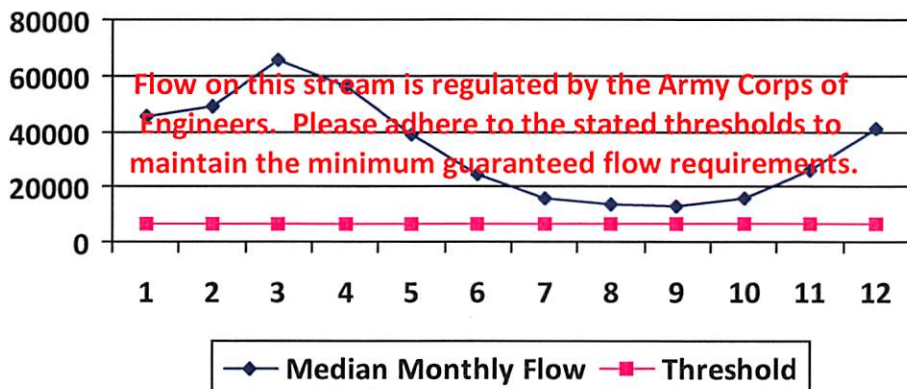 80000
60000
40000
20000
0
Flow on this stream is regulated by the Army Corps of
Engineers. Please adhere to the stated thresholds to
maintain the minimum guaranteed flow requirements.
1 2 3 4 5 6 7 8 9 10 11 12
Median Monthly Flow Threshold